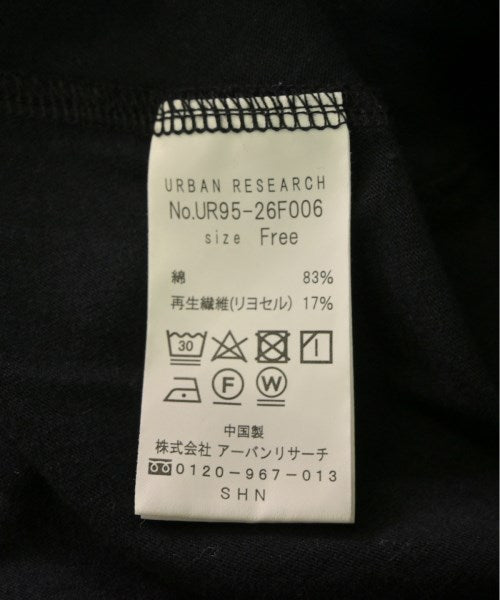 URBAN RESEARCH
No.UR95-26F006
size Free
綿 83%
再生繊維(リヨセル) 17%
30
F W
中国製
株式会社 アーバンリサーチ
0120-967-013
SHN